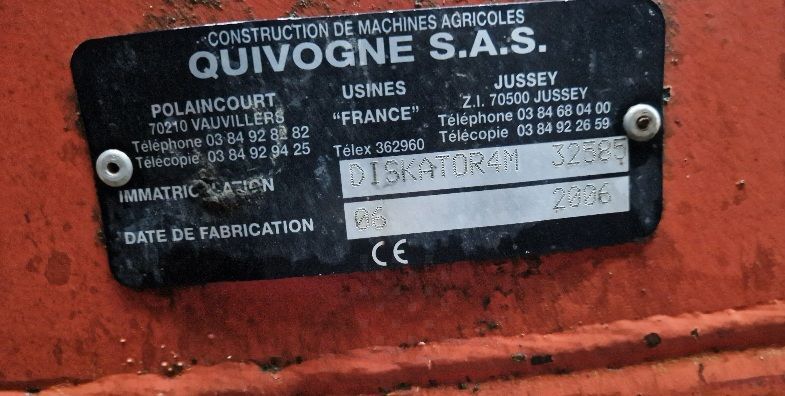 CONSTRUCTION DE MACHINES AGRICOLES
QUIVOGNE S.A.S.
POLAINCOURT
70210 VAUVILLERS
Téléphone 03 84 92 82 82
Télécopie 03 84 92 94 25
USINES
"FRANCE"
Télex 362960
JUSSEY
Z.I. 70500 JUSSEY
Téléphone 03 84 68 04 00
Télécopie 03 84 92 26 59
IMMATRICULATION DISKATOR4M 32585
DATE DE FABRICATION 06 2006
CE